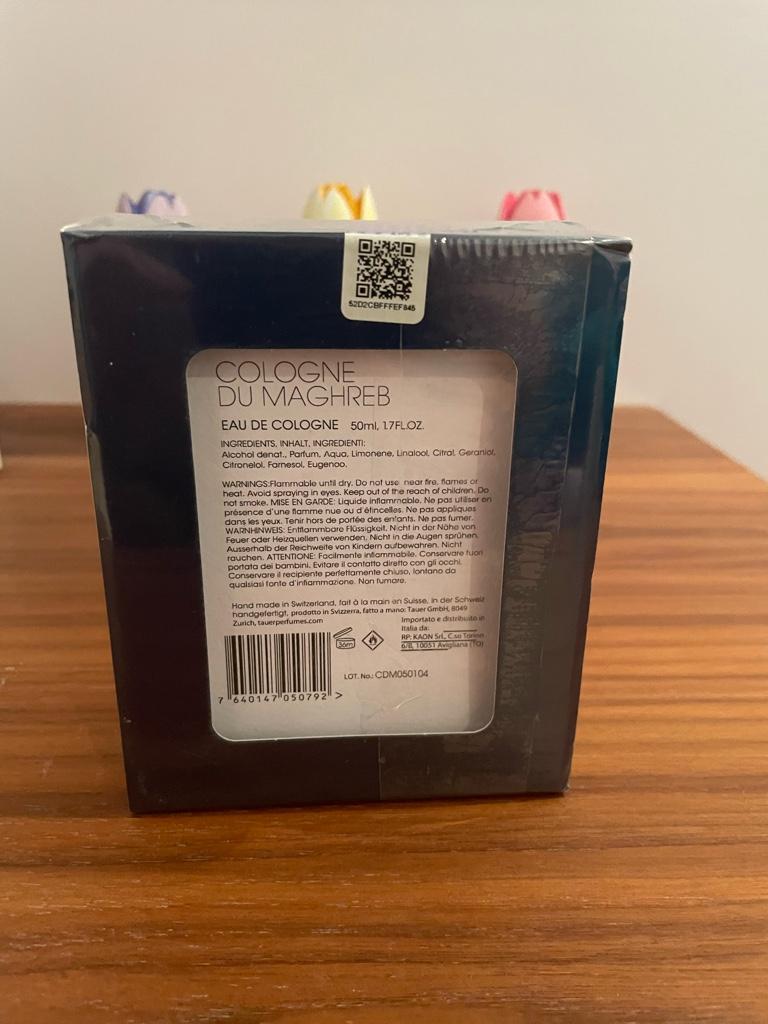 52D2CBFFFEF845
COLOGNE
DU MAGHREB
EAU DE COLOGNE 50ml, 1.7FL.OZ.
INGREDIENTS, INHALT, INGREDIENTI:
Alcohol denat., Parfum, Aqua, Limonene, Linalool, Citral, Geraniol,
Citronelol, Farnesol, Eugenoo.
WARNINGS:Flammable until dry. Do not use near fire, flames or
heat. Avoid spraying in eyes. Keep out of the reach of children. Do
not smoke. MISE EN GARDE: Liquide inflammable. Ne pas utiliser en
présence d'une flamme nue ou d'étincelles. Ne pas appliques
dans les yeux. Tenir hors de portée des enfants. Ne pas fumer.
WARNHINWEIS: Entflammbare Flüssigkeit. Nicht in der Nähe von
Feuer oder Heizquellen verwenden. Nicht in die Augen sprühen.
Ausserhalb der Reichweite von Kindern aufbewahren. Nicht
rauchen. ATTENTIONE: Facilmente infiammabile. Conservare fuori
portata dei bambini. Evitare il contatto diretto con gli occhi.
Conservare il recipiente perfettamente chiuso, lontano da
qualsiasi fonte d'infiammazione. Non fumare.
Hand made in Switzerland, fait à la main en Suisse, in der Schweiz
handgefertigt, prodotto in Svizzerra, fatto a mano: Tauer GmbH, 8049
Zurich, tauerperfumes.com
Importato e distribuito in
Italia da:
RP: KAON Srl, C.so Torino
6/B, 10051 Avigliana (TO)
36m
LOT. No.: CDM050104
7 640147 050792 >